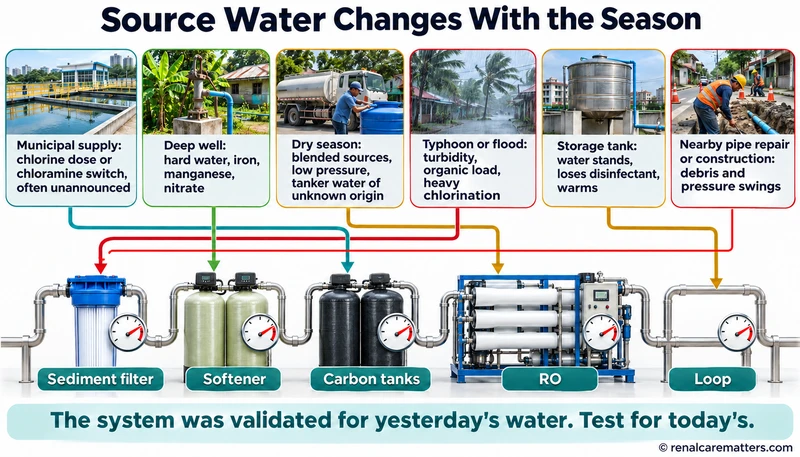 Source Water Changes With the Season
Municipal supply:
chlorine dose or
chloramine switch,
often unannounced
Deep well:
hard water, iron,
manganese,
nitrate
Dry season:
blended sources,
low pressure,
tanker water of
unknown origin
Typhoon or flood:
turbidity,
organic load,
heavy
chlorination
Storage tank:
water stands,
loses disinfectant,
warms
Nearby pipe repair
or construction:
debris and
pressure swings
Sediment filter
Softener
Carbon tanks
RO
Loop
The system was validated for yesterday's water. Test for today's.
© renalcarematters.com